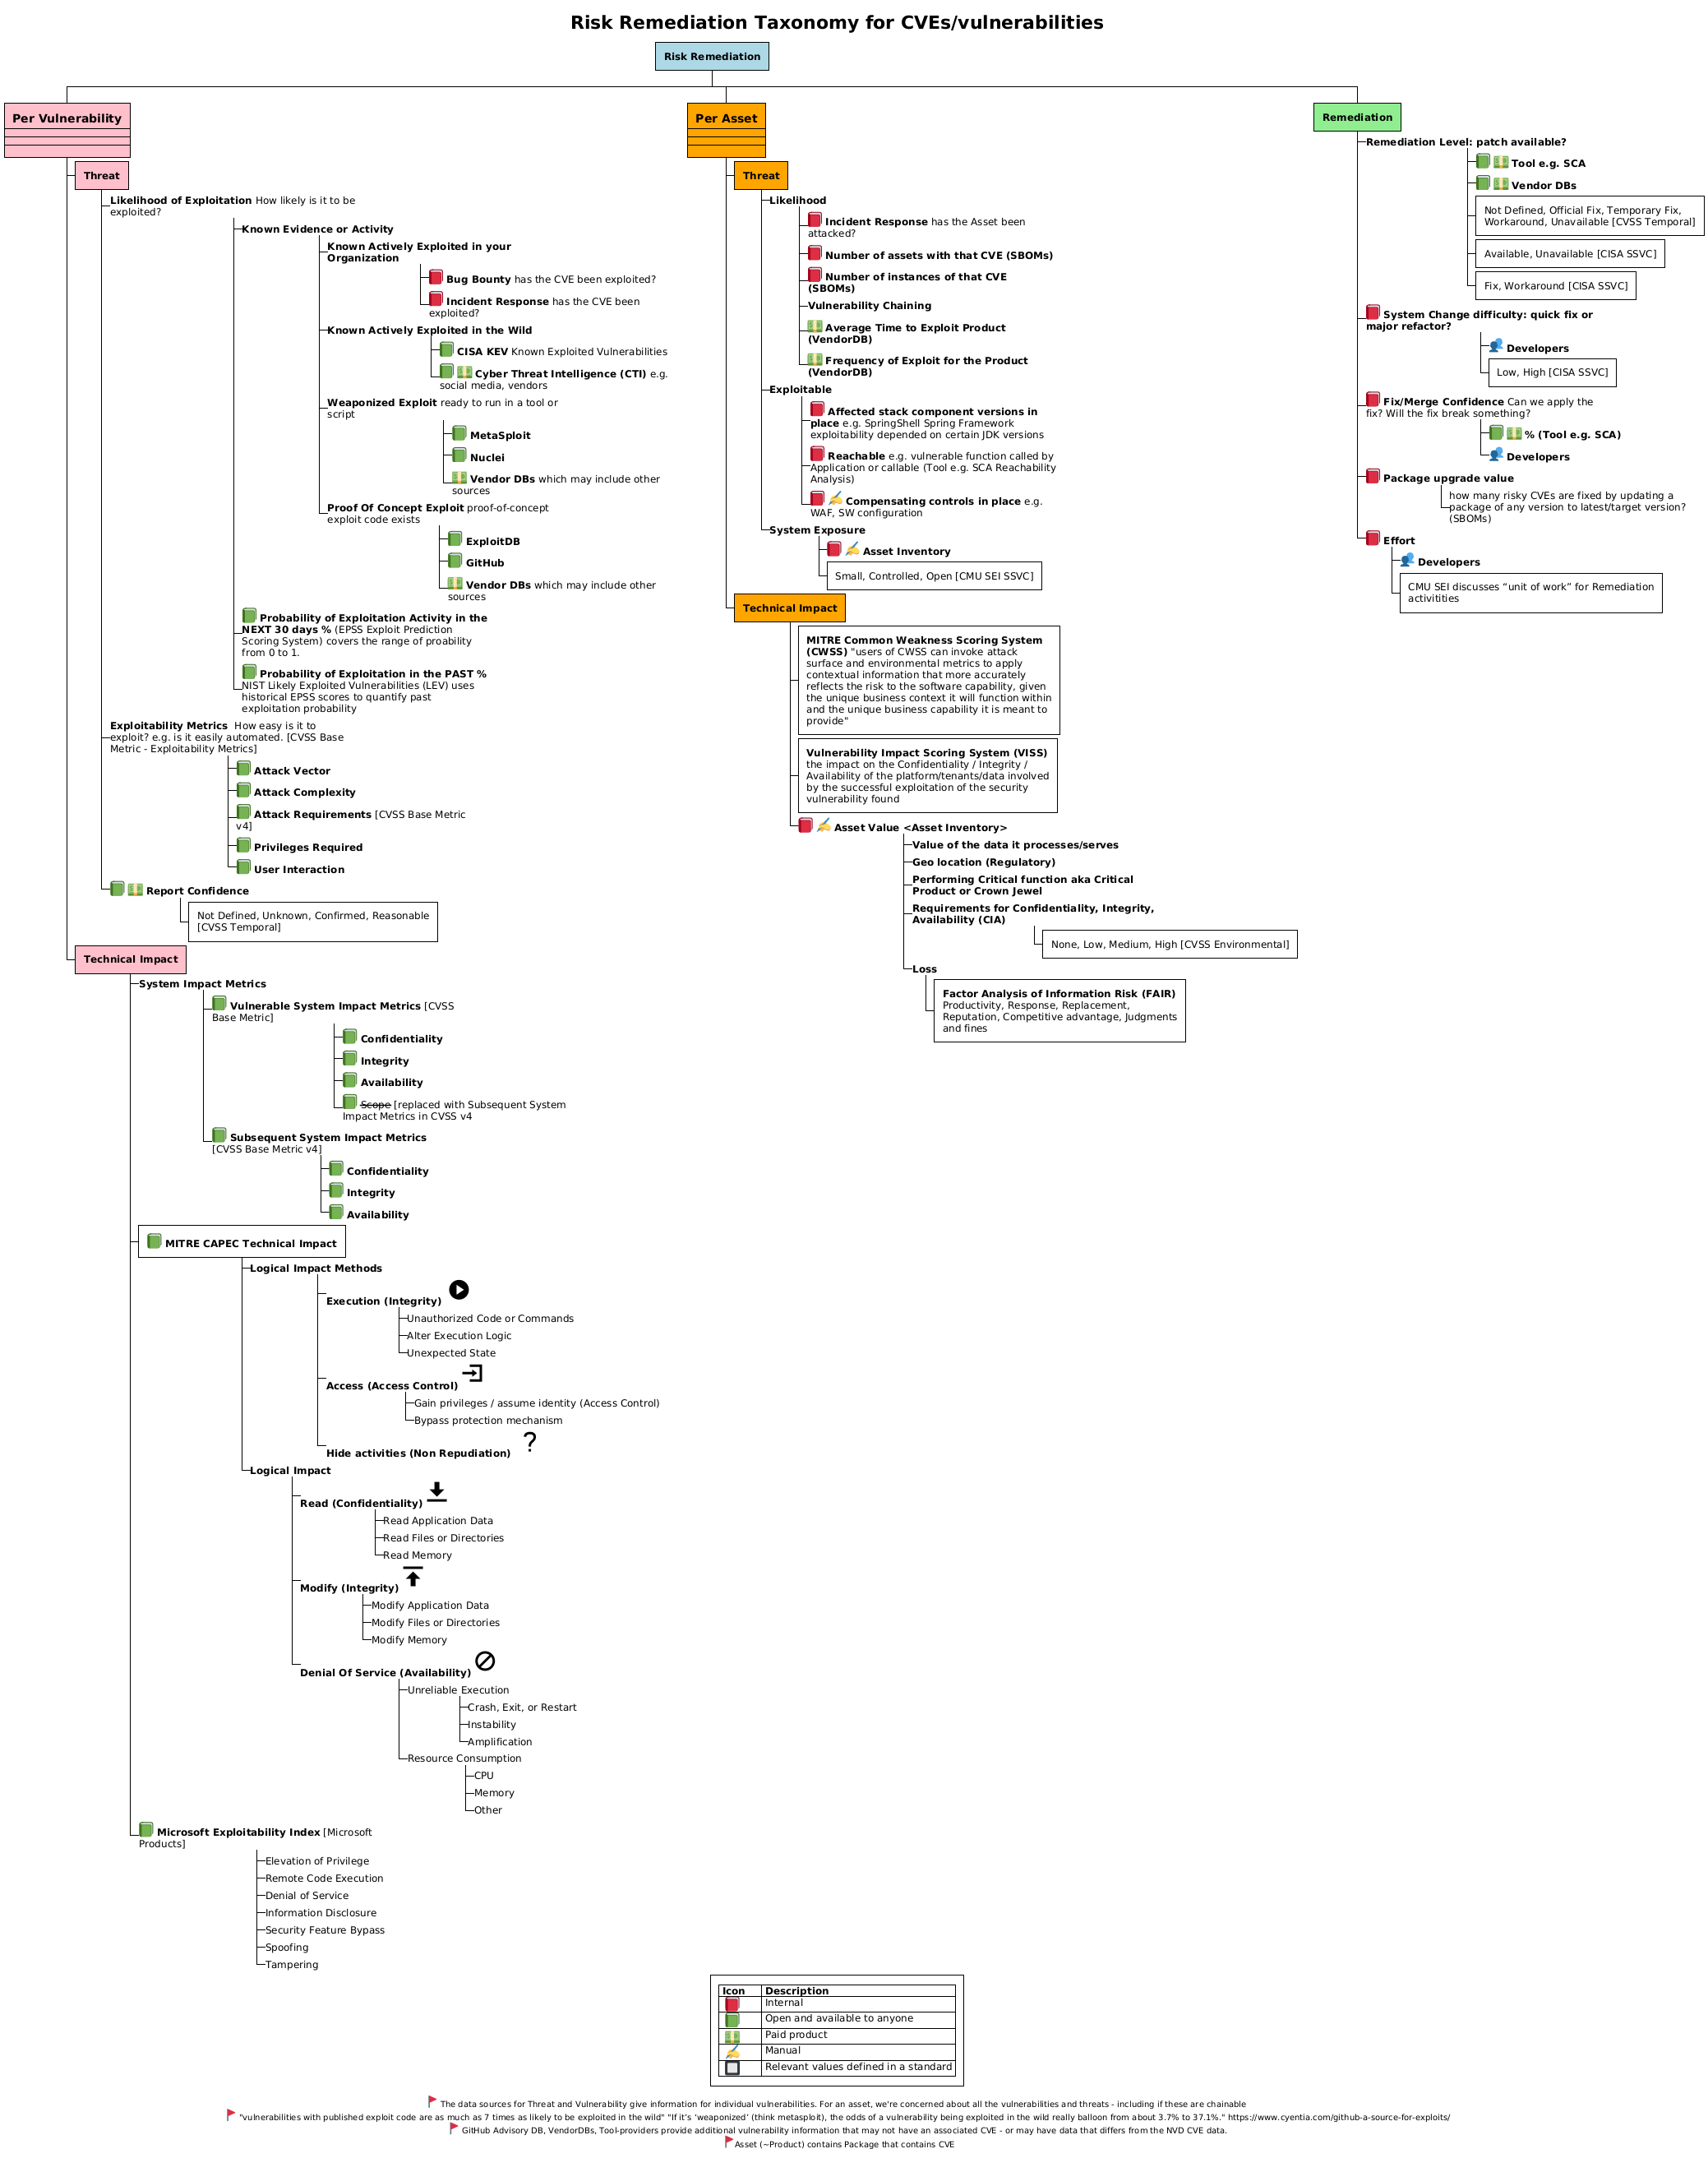 Risk Remediation Taxonomy for CVEs/vulnerabilities
Risk Remediation
Per Vulnerability
Threat
Likelihood of Exploitation How likely is it to be
exploited?
Known Evidence or Activity
Known Actively Exploited in your
Organization
Bug Bounty has the CVE been exploited?
Incident Response has the CVE been
exploited?
Known Actively Exploited in the Wild
CISA KEV Known Exploited Vulnerabilities
Cyber Threat Intelligence (CTI) e.g.
social media, vendors
Weaponized Exploit ready to run in a tool or
script
MetaSploit
Nuclei
Vendor DBs which may include other
sources
Proof Of Concept Exploit proof-of-concept
exploit code exists
ExploitDB
GitHub
Vendor DBs which may include other
sources
Probability of Exploitation Activity in the
NEXT 30 days % (EPSS Exploit Prediction
Scoring System) covers the range of proability
from 0 to 1.
Probability of Exploitation in the PAST %
NIST Likely Exploited Vulnerabilities (LEV) uses
historical EPSS scores to quantify past
exploitation probability
Exploitability Metrics How easy is it to
exploit? e.g. is it easily automated. [CVSS Base
Metric - Exploitability Metrics]
Attack Vector
Attack Complexity
Attack Requirements [CVSS Base Metric
v4]
Privileges Required
User Interaction
Report Confidence
Not Defined, Unknown, Confirmed, Reasonable
[CVSS Temporal]
Technical Impact
System Impact Metrics
Vulnerable System Impact Metrics [CVSS
Base Metric]
Confidentiality
Integrity
Availability
Scope [replaced with Subsequent System
Impact Metrics in CVSS v4
Subsequent System Impact Metrics
[CVSS Base Metric v4]
Confidentiality
Integrity
Availability
MITRE CAPEC Technical Impact
Logical Impact Methods
Execution (Integrity)
Unauthorized Code or Commands
Alter Execution Logic
Unexpected State
Access (Access Control)
Gain privileges / assume identity (Access Control)
Bypass protection mechanism
Hide activities (Non Repudiation) ?
Logical Impact
Read (Confidentiality)
Read Application Data
Read Files or Directories
Read Memory
Modify (Integrity)
Modify Application Data
Modify Files or Directories
Modify Memory
Denial Of Service (Availability)
Unreliable Execution
Crash, Exit, or Restart
Instability
Amplification
Resource Consumption
CPU
Memory
Other
Microsoft Exploitability Index [Microsoft
Products]
Elevation of Privilege
Remote Code Execution
Denial of Service
Information Disclosure
Security Feature Bypass
Spoofing
Tampering
Per Asset
Threat
Likelihood
Incident Response has the Asset been
attacked?
Number of assets with that CVE (SBOMs)
Number of instances of that CVE
(SBOMs)
Vulnerability Chaining
Average Time to Exploit Product
(VendorDB)
Frequency of Exploit for the Product
(VendorDB)
Exploitable
Affected stack component versions in
place e.g. SpringShell Spring Framework
exploitability depended on certain JDK versions
Reachable e.g. vulnerable function called by
Application or callable (Tool e.g. SCA Reachability
Analysis)
Compensating controls in place e.g.
WAF, SW configuration
System Exposure
Asset Inventory
Small, Controlled, Open [CMU SEI SSVC]
Technical Impact
MITRE Common Weakness Scoring System
(CWSS) "users of CWSS can invoke attack
surface and environmental metrics to apply
contextual information that more accurately
reflects the risk to the software capability, given
the unique business context it will function within
and the unique business capability it is meant to
provide"
Vulnerability Impact Scoring System (VISS)
the impact on the Confidentiality / Integrity /
Availability of the platform/tenants/data involved
by the successful exploitation of the security
vulnerability found
Asset Value <Asset Inventory>
Value of the data it processes/serves
Geo location (Regulatory)
Performing Critical function aka Critical
Product or Crown Jewel
Requirements for Confidentiality, Integrity,
Availability (CIA)
None, Low, Medium, High [CVSS Environmental]
Loss
Factor Analysis of Information Risk (FAIR)
Productivity, Response, Replacement,
Reputation, Competitive advantage, Judgments
and fines
Remediation
Remediation Level: patch available?
Tool e.g. SCA
Vendor DBs
Not Defined, Official Fix, Temporary Fix,
Workaround, Unavailable [CVSS Temporal]
Available, Unavailable [CISA SSVC]
Fix, Workaround [CISA SSVC]
System Change difficulty: quick fix or
major refactor?
Developers
Low, High [CISA SSVC]
Fix/Merge Confidence Can we apply the
fix? Will the fix break something?
% (Tool e.g. SCA)
Developers
Package upgrade value
how many risky CVEs are fixed by updating a
package of any version to latest/target version?
(SBOMs)
Effort
Developers
CMU SEI discusses “unit of work” for Remediation
activitities
Icon Description
Internal
Open and available to anyone
Paid product
Manual
Relevant values defined in a standard
The data sources for Threat and Vulnerability give information for individual vulnerabilities. For an asset, we're concerned about all the vulnerabilities and threats - including if these are chainable
"vulnerabilities with published exploit code are as much as 7 times as likely to be exploited in the wild" "If it’s ‘weaponized’ (think metasploit), the odds of a vulnerability being exploited in the wild really balloon from about 3.7% to 37.1%." https://www.cyentia.com/github-a-source-for-exploits/
GitHub Advisory DB, VendorDBs, Tool-providers provide additional vulnerability information that may not have an associated CVE - or may have data that differs from the NVD CVE data.
Asset (~Product) contains Package that contains CVE